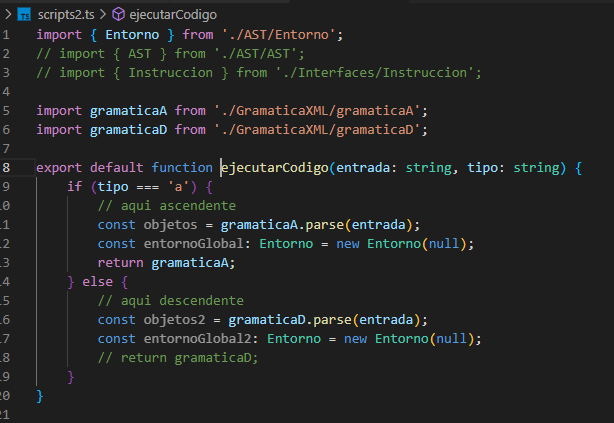 scripts2.ts > ejecutarCodigo
1 import { Entorno } from './AST/Entorno';
2 // import { AST } from './AST/AST';
3 // import { Instruccion } from './Interfaces/Instruccion';
4
5 import gramaticaA from './GramaticaXML/gramaticaA';
6 import gramaticaD from './GramaticaXML/gramaticaD';
7
8 export default function ejecutarCodigo(entrada: string, tipo: string) {
9 if (tipo === 'a') {
10 // aqui ascendente
11 const objetos = gramaticaA.parse(entrada);
12 const entornoGlobal: Entorno = new Entorno(null);
13 return gramaticaA;
14 } else {
15 // aqui descendente
16 const objetos2 = gramaticaD.parse(entrada);
17 const entornoGlobal2: Entorno = new Entorno(null);
18 // return gramaticaD;
19 }
20 }
21